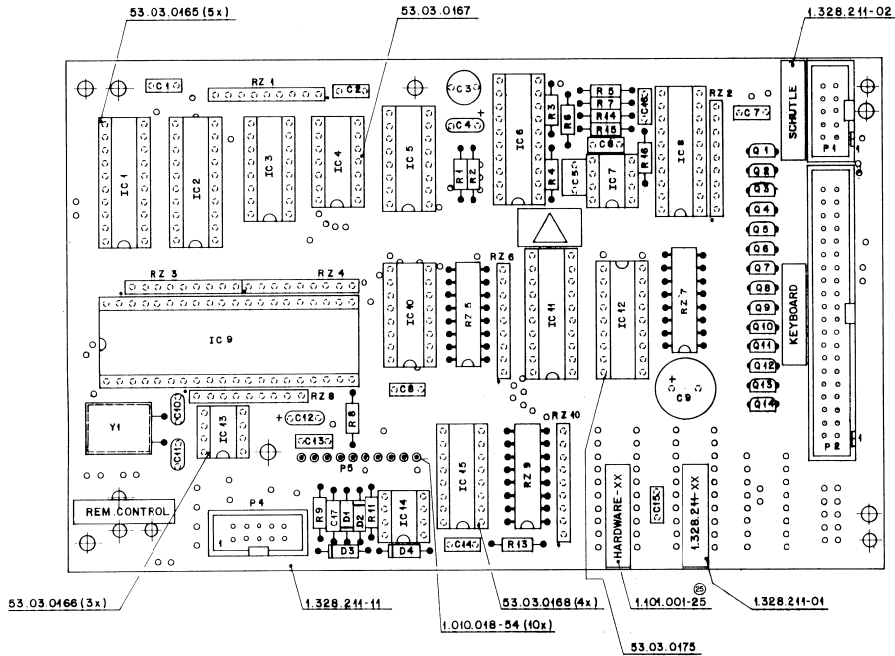 53.03.0165 (5x)
53.03.0167
1.328.211-02
C1
RZ 1
C2
C3
C4
IC 1
IC 2
IC 3
IC 4
IC 5
IC 6
R1
R2
R3
R4
R6
R5
R7
R14
R15
C6
C5
IC 7
R16
IC 8
RZ 2
C7
SCHUTTLE
P1
1
Q1
Q2
Q3
Q4
Q5
Q6
Q7
Q8
Q9
Q10
Q11
Q12
Q13
Q14
KEYBOARD
P2
1
RZ 3
RZ 4
IC 9
IC 10
RZ 5
RZ 6
IC 11
IC 12
RZ 7
+
C9
Y1
C10
C11
IC 13
RZ 8
+
C12
C13
R8
C8
P5
IC 15
RZ 9
RZ 10
REM. CONTROL
P4
1
R9
C17
D1
D2
R11
IC 14
D3
D4
C14
R13
HARDWARE-XX
C15
1.328.211-XX
53.03.0166 (3x)
1.328.211-11
1.010.018-54 (10x)
53.03.0168 (4x)
53.03.0175
1.101.001-25
25
1.328.211-01